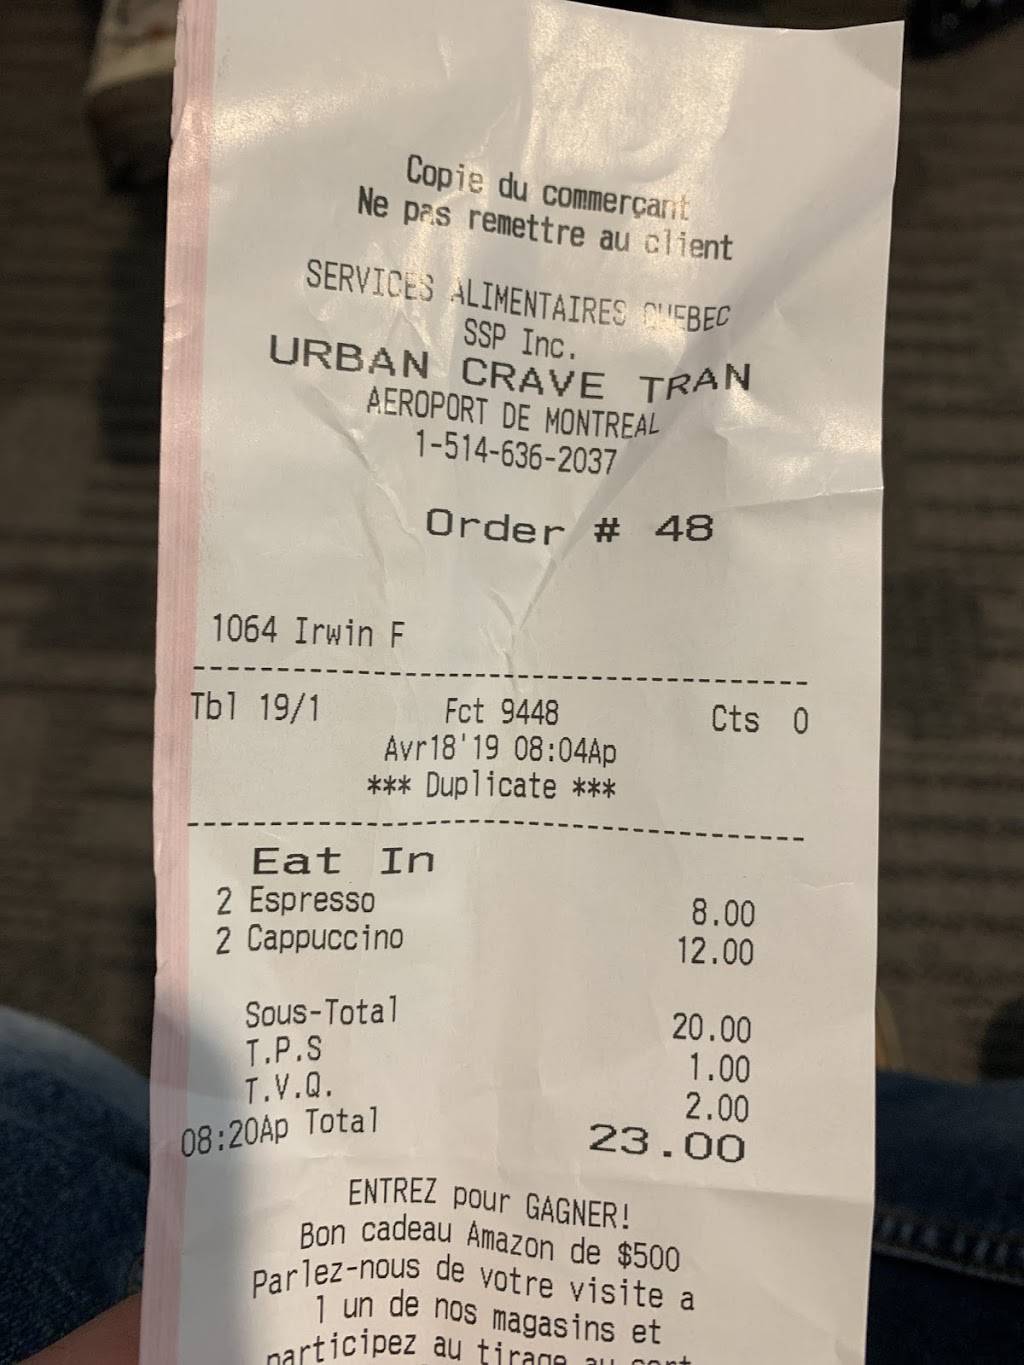 Copie du commerçant
Ne pas remettre au client
SERVICES ALIMENTAIRES QUEBEC
SSP Inc.
URBAN CRAVE TRAN
AEROPORT DE MONTREAL
1-514-636-2037
Order # 48
1064 Irwin F
Tbl 19/1 Fct 9448 Cts 0
Avr18'19 08:04Ap
*** Duplicate ***
Eat In
2 Espresso 8.00
2 Cappuccino 12.00
Sous-Total 20.00
T.P.S 1.00
T.V.Q. 2.00
08:20Ap Total 23.00
ENTREZ pour GAGNER!
Bon cadeau Amazon de $500
Parlez-nous de votre visite a
1 un de nos magasins et
participez au tirage au sort